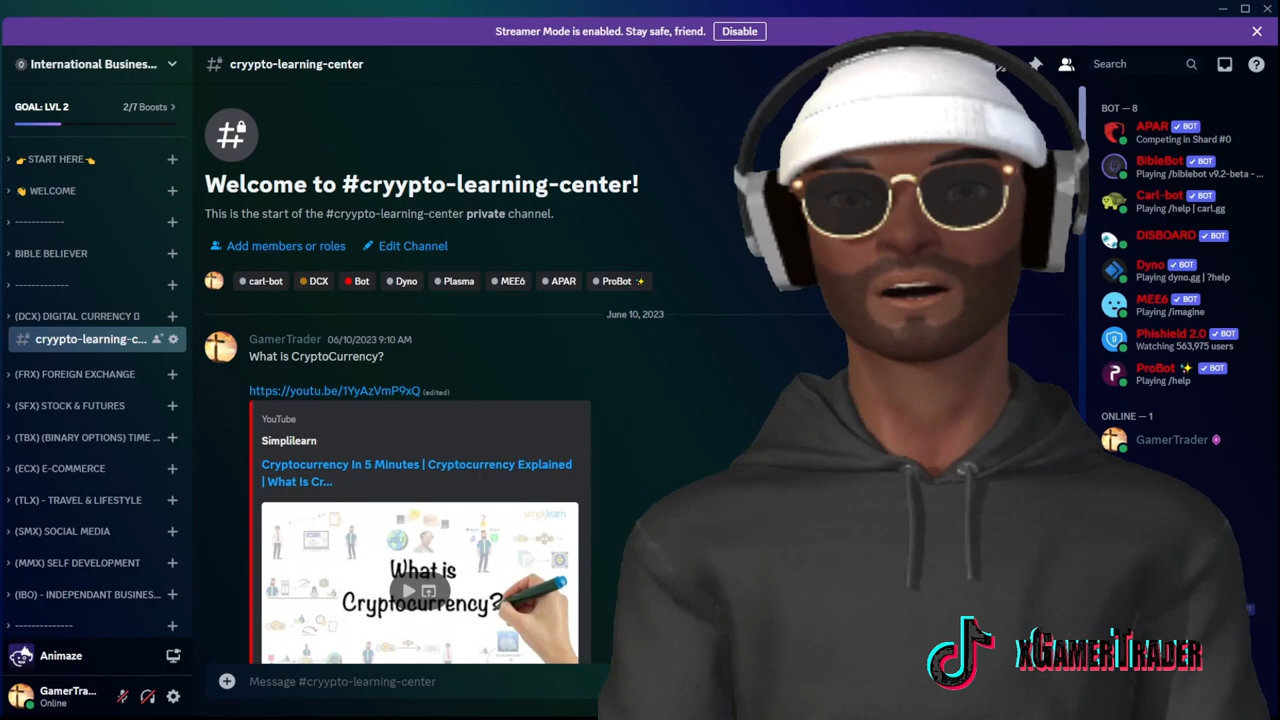 Streamer Mode is enabled. Stay safe, friend.
Disable
International Busines...
GOAL: LVL 2
2/7 Boosts
START HERE
WELCOME
------------
BIBLE BELIEVER
-------------
(DCX) DIGITAL CURRENCY
cryypto-learning-c...
(FRX) FOREIGN EXCHANGE
(SFX) STOCK & FUTURES
(TBX) (BINARY OPTIONS) TIME ...
(ECX) E-COMMERCE
(TLX) - TRAVEL & LIFESTYLE
(SMX) SOCIAL MEDIA
(MMX) SELF DEVELOPMENT
(IBO) - INDEPENDANT BUSINES...
--------------
Animaze
GamerTra...
Online
cryypto-learning-center
Welcome to #cryypto-learning-center!
This is the start of the #cryypto-learning-center private channel.
Add members or roles
Edit Channel
carl-bot
DCX
Bot
Dyno
Plasma
MEE6
APAR
ProBot ✨
June 10, 2023
GamerTrader 06/10/2023 9:10 AM
What is CryptoCurrency?
https://youtu.be/1YyAzVmP9xQ (edited)
YouTube
Simplilearn
Cryptocurrency In 5 Minutes | Cryptocurrency Explained
| What Is Cr...
simplilearn
What is
Cryptocurrency?
Message #cryypto-learning-center
Search
BOT — 8
APAR ✓ BOT
Competing in Shard #0
BibleBot ✓ BOT
Playing /biblebot v9.2-beta - ...
Carl-bot ✓ BOT
Playing /help | carl.gg
DISBOARD ✓ BOT
Dyno ✓ BOT
Playing dyno.gg | ?help
MEE6 ✓ BOT
Playing /imagine
Phishield 2.0 ✓ BOT
Watching 563,975 users
ProBot ✨ ✓ BOT
Playing /help
ONLINE — 1
GamerTrader
xGamerTrader